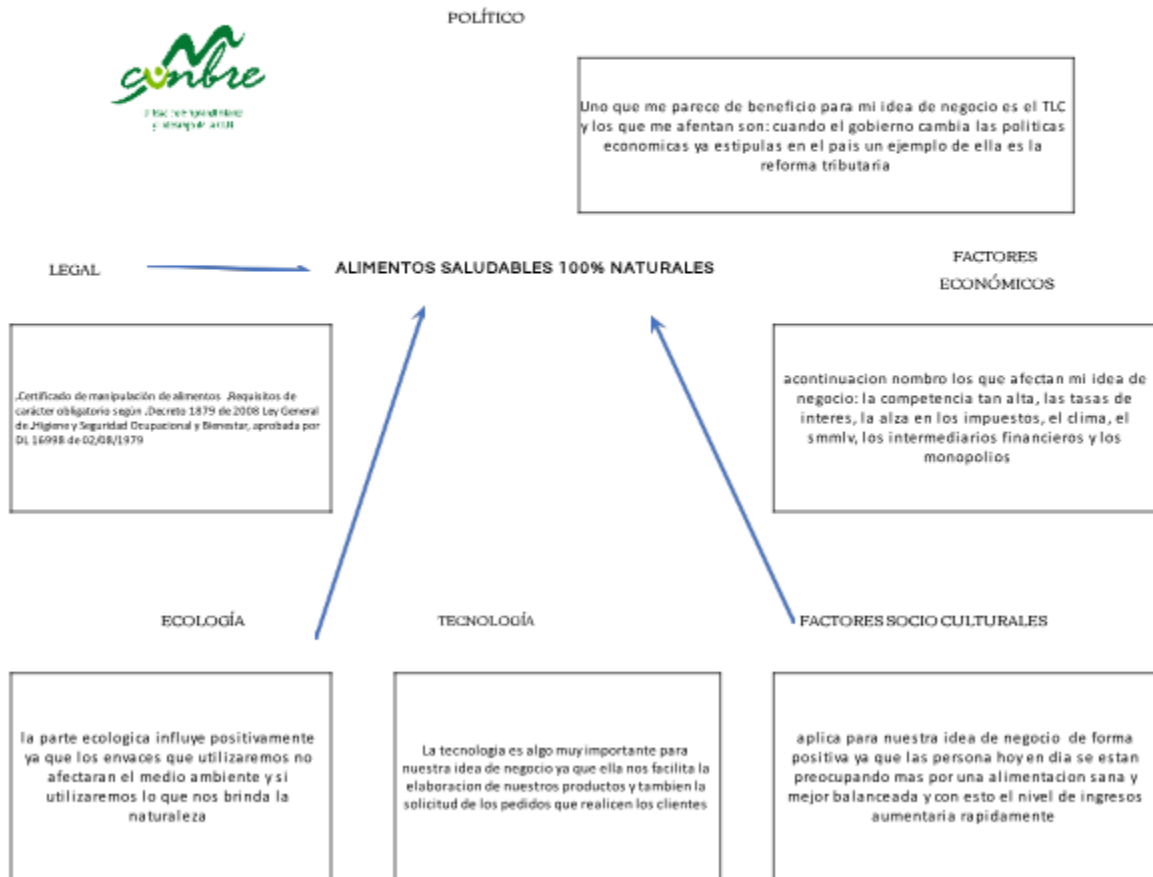 POLÍTICO
cumbre
Uno que me parece de beneficio para mi idea de negocio es el TLC
y los que me afentan son: cuando el gobierno cambia las politicas
economicas ya estipulas en el pais un ejemplo de ella es la
reforma tributaria
LEGAL
ALIMENTOS SALUDABLES 100% NATURALES
FACTORES
ECONÓMICOS
,Certificado de manipulación de alimentos ,Requisitos de
carácter obligatorio según ,Decreto 1879 de 2008 Ley General
de ,Higiene y Seguridad Ocupacional y Bienestar, aprobada por
DL 16998 de 02/08/1979
acontinuacion nombro los que afectan mi idea de
negocio: la competencia tan alta, las tasas de
interes, la alza en los impuestos, el clima, el
smmlv, los intermediarios financieros y los
monopolios
ECOLOGÍA
TECNOLOGÍA
FACTORES SOCIO CULTURALES
la parte ecologica influye positivamente
ya que los envaces que utilizaremos no
afectaran el medio ambiente y si
utilizaremos lo que nos brinda la
naturaleza
La tecnologia es algo muy importante para
nuestra idea de negocio ya que ella nos facilita la
elaboracion de nuestros productos y tambien la
solicitud de los pedidos que realicen los clientes
aplica para nuestra idea de negocio de forma
positiva ya que las persona hoy en dia se estan
preocupando mas por una alimentacion sana y
mejor balanceada y con esto el nivel de ingresos
aumentaria rapidamente